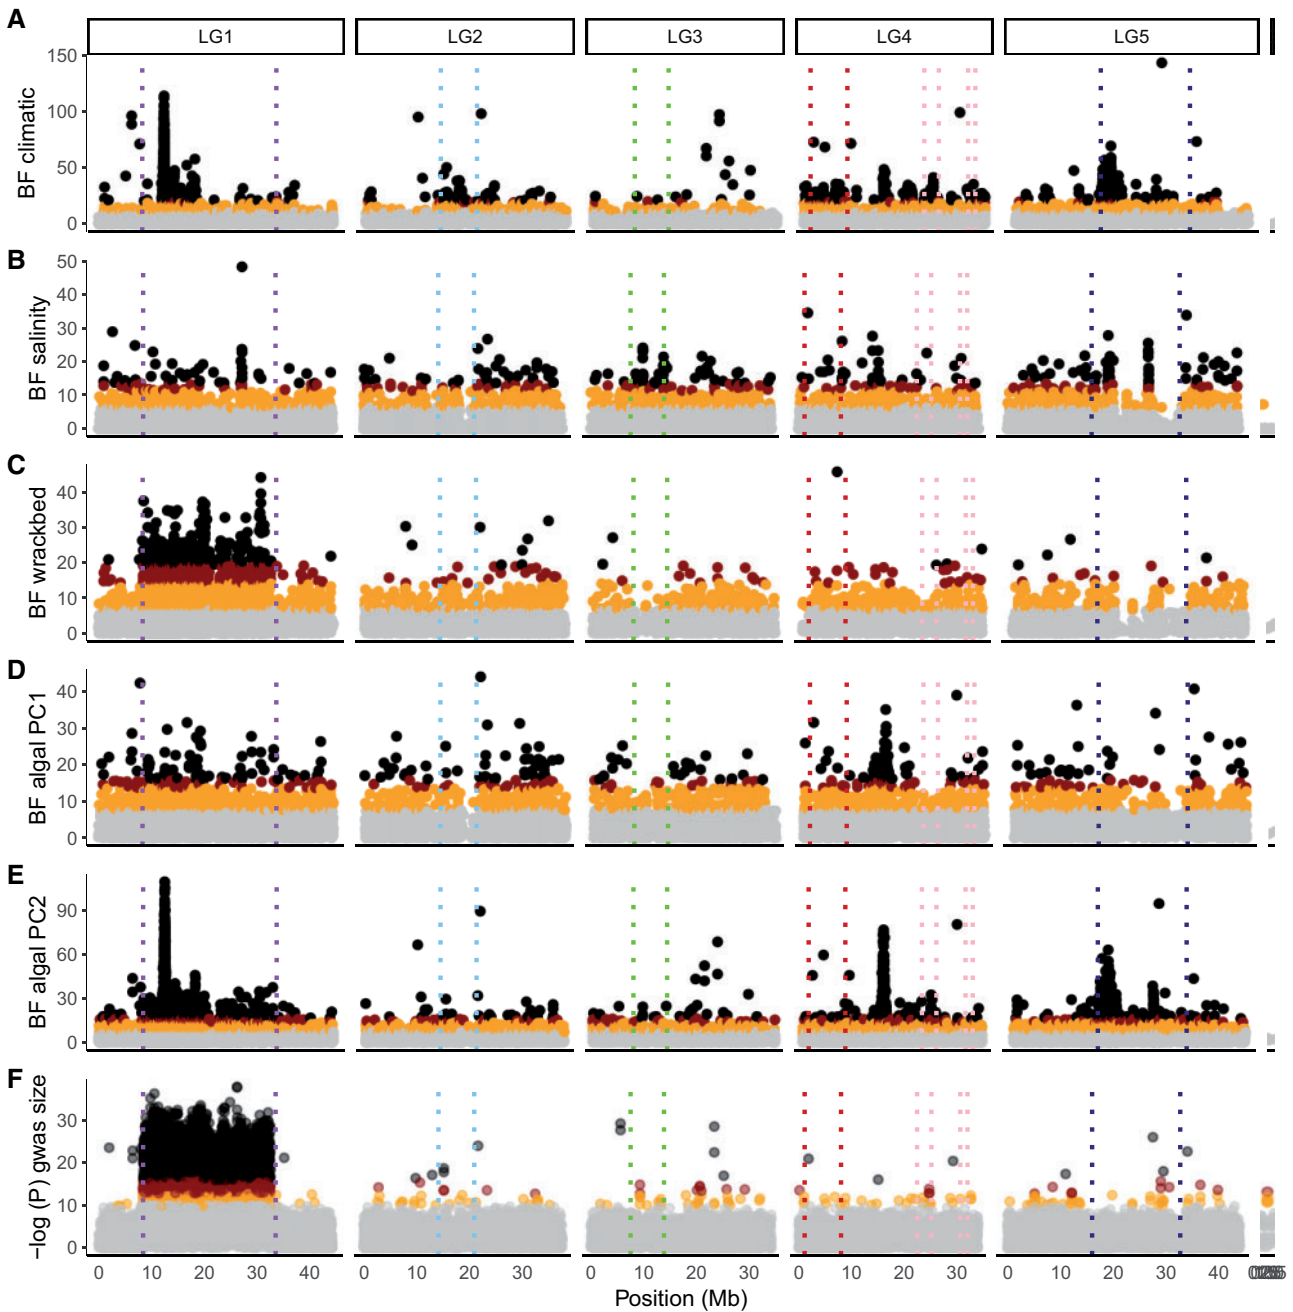 A
LG1 LG2 LG3 LG4 LG5
BF climatic
150
100
50
0
B
BF salinity
50
40
30
20
10
0
C
BF wrackbed
40
30
20
10
0
D
BF algal PC1
40
30
20
10
0
E
BF algal PC2
90
60
30
0
F
−log (P) gwas size
30
20
10
0
0 10 20 30 40 0 10 20 30 0 10 20 30 0 10 20 30 0 10 20 30 40
Position (Mb)